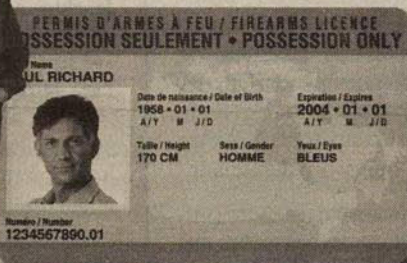 PERMIS D'ARMES À FEU / FIREARMS LICENCE
OSSESSION SEULEMENT • POSSESSION ONLY
Name
UL RICHARD
Date de naissance / Date of Birth
1958 • 01 • 01
A/Y M J/D
Expiration / Expires
2004 • 01 • 01
A/Y M J/D
Taille / Height
170 CM
Sexe / Gender
HOMME
Yeux / Eyes
BLEUS
Numéro / Number
1234567890.01